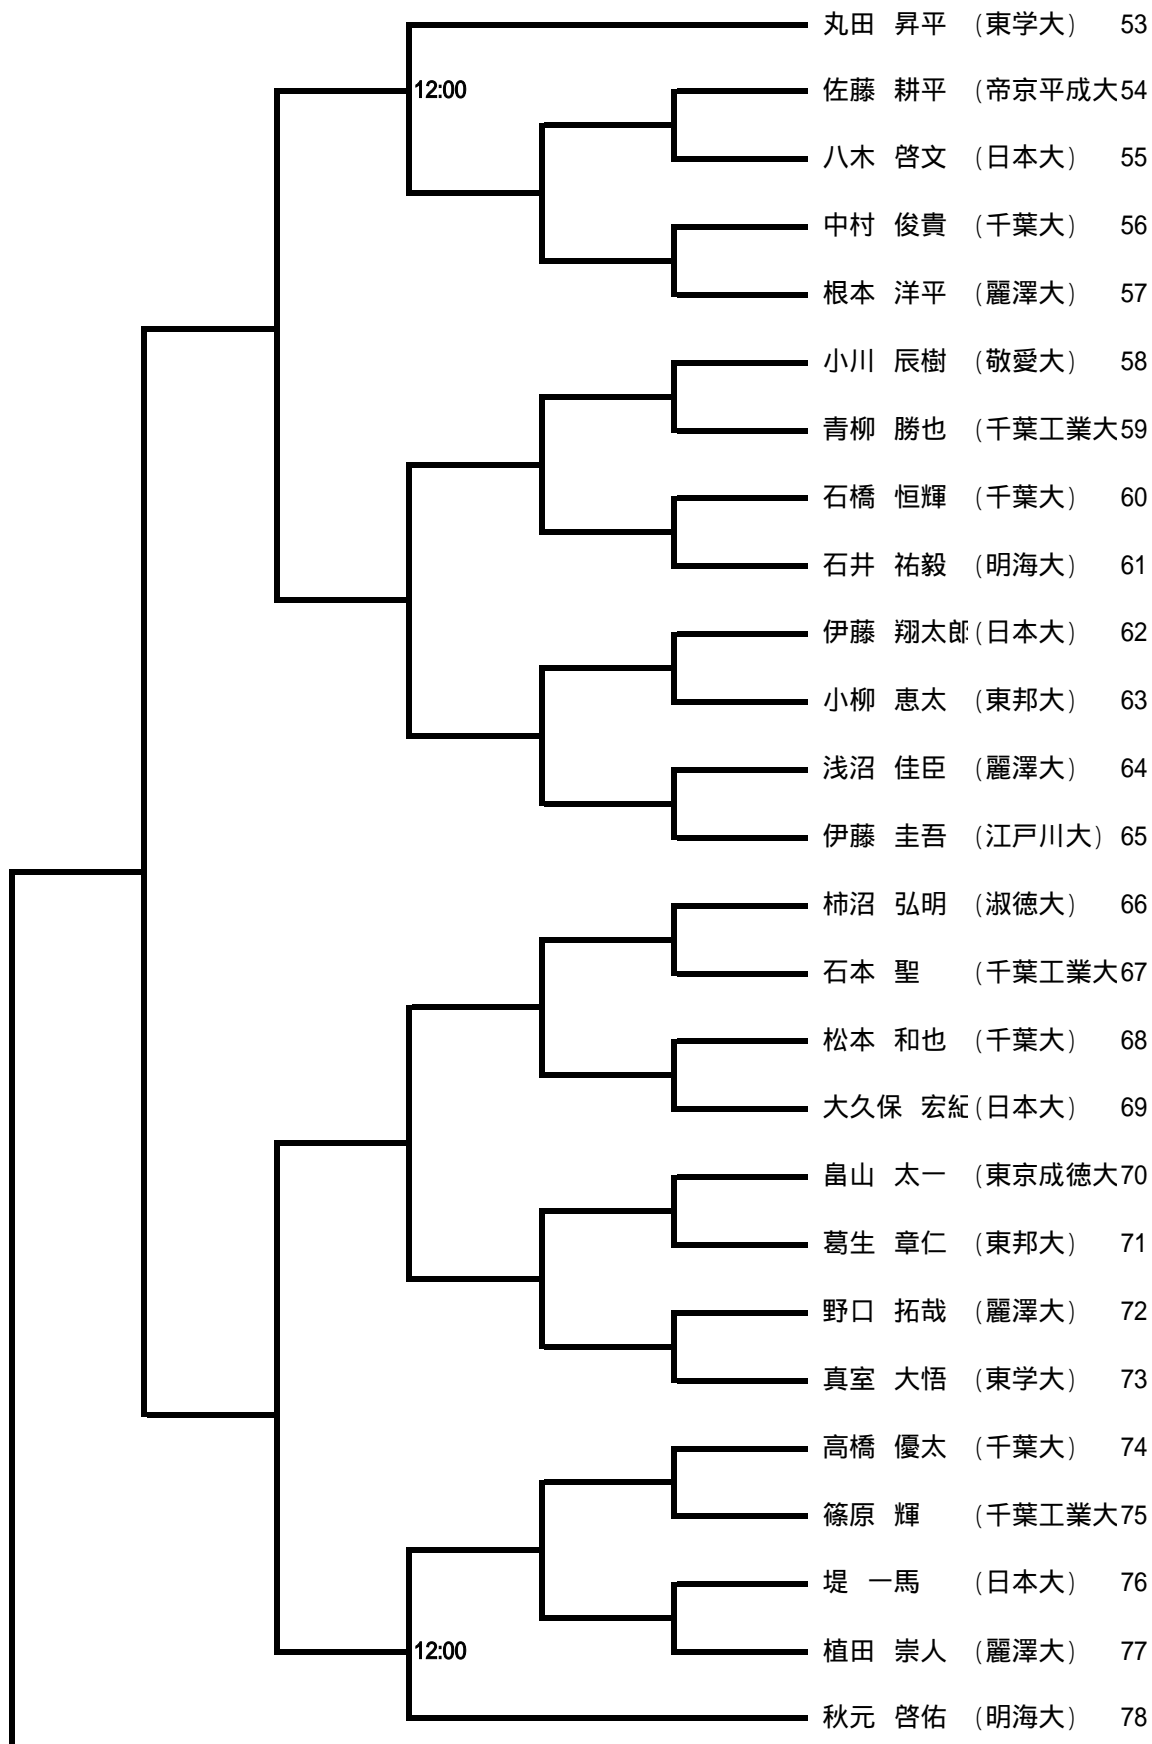 丸田 昇平 (東学大) 53
12:00
佐藤 耕平 (帝京平成大54
八木 啓文 (日本大) 55
中村 俊貴 (千葉大) 56
根本 洋平 (麗澤大) 57
小川 辰樹 (敬愛大) 58
青柳 勝也 (千葉工業大59
石橋 恒輝 (千葉大) 60
石井 祐毅 (明海大) 61
伊藤 翔太郎(日本大) 62
小柳 恵太 (東邦大) 63
浅沼 佳臣 (麗澤大) 64
伊藤 圭吾 (江戸川大) 65
柿沼 弘明 (淑徳大) 66
石本 聖 (千葉工業大67
松本 和也 (千葉大) 68
大久保 宏紀(日本大) 69
畠山 太一 (東京成徳大70
葛生 章仁 (東邦大) 71
野口 拓哉 (麗澤大) 72
真室 大悟 (東学大) 73
高橋 優太 (千葉大) 74
篠原 輝 (千葉工業大75
堤 一馬 (日本大) 76
12:00
植田 崇人 (麗澤大) 77
秋元 啓佑 (明海大) 78